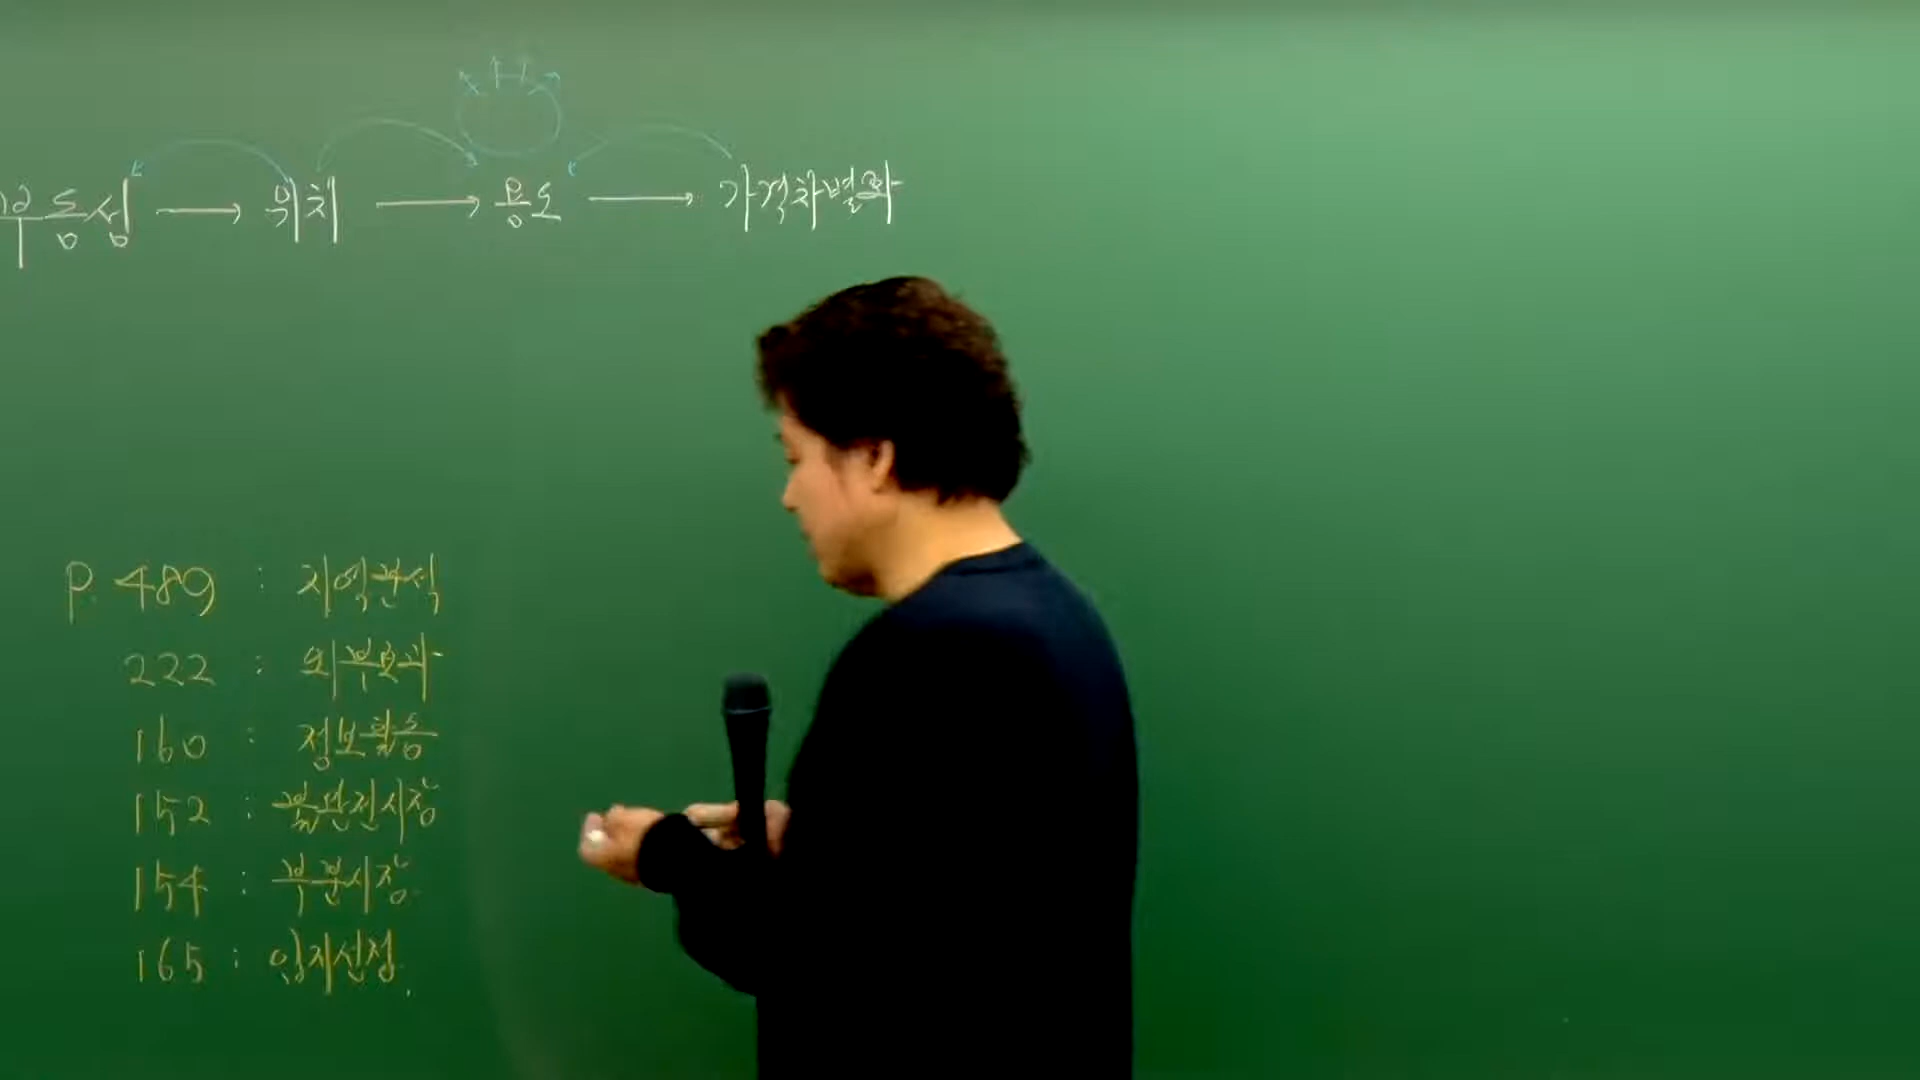 부동성 → 위치 → 용도 → 가격차별화
P. 489 : 지역분석
222 : 외부효과
160 : 정보활동
152 : 불완전시장
154 : 부분시장
165 : 입지선정